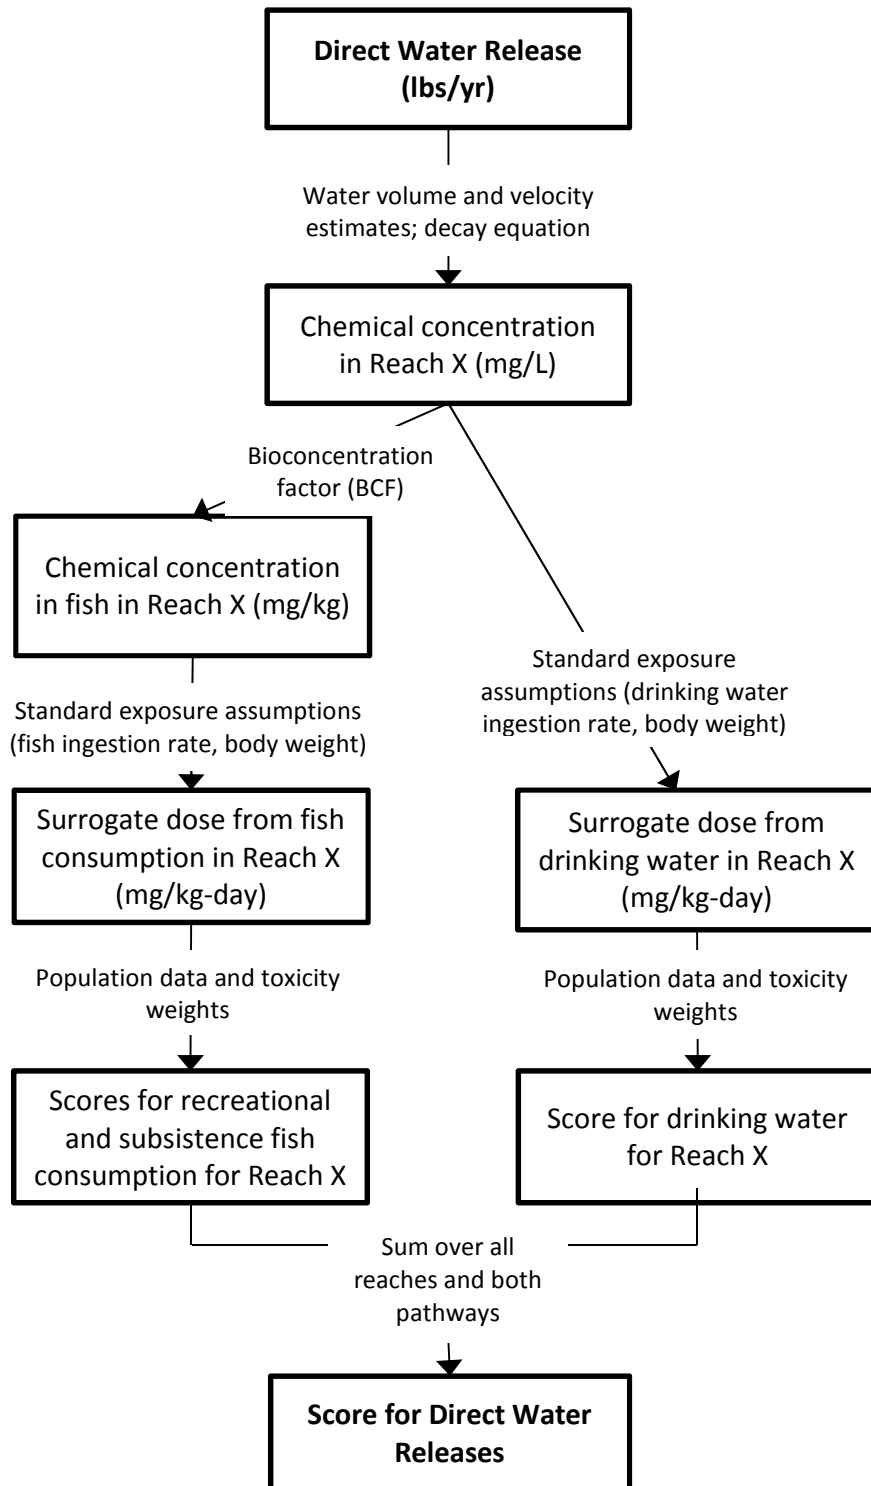 Direct Water Release
(lbs/yr)
Water volume and velocity
estimates; decay equation
Chemical concentration
in Reach X (mg/L)
Bioconcentration
factor (BCF)
Chemical concentration
in fish in Reach X (mg/kg)
Standard exposure
assumptions (drinking water
ingestion rate, body weight)
Standard exposure assumptions
(fish ingestion rate, body weight)
Surrogate dose from fish
consumption in Reach X
(mg/kg-day)
Surrogate dose from
drinking water in Reach X
(mg/kg-day)
Population data and toxicity
weights
Population data and toxicity
weights
Scores for recreational
and subsistence fish
consumption for Reach X
Score for drinking water
for Reach X
Sum over all
reaches and both
pathways
Score for Direct Water
Releases